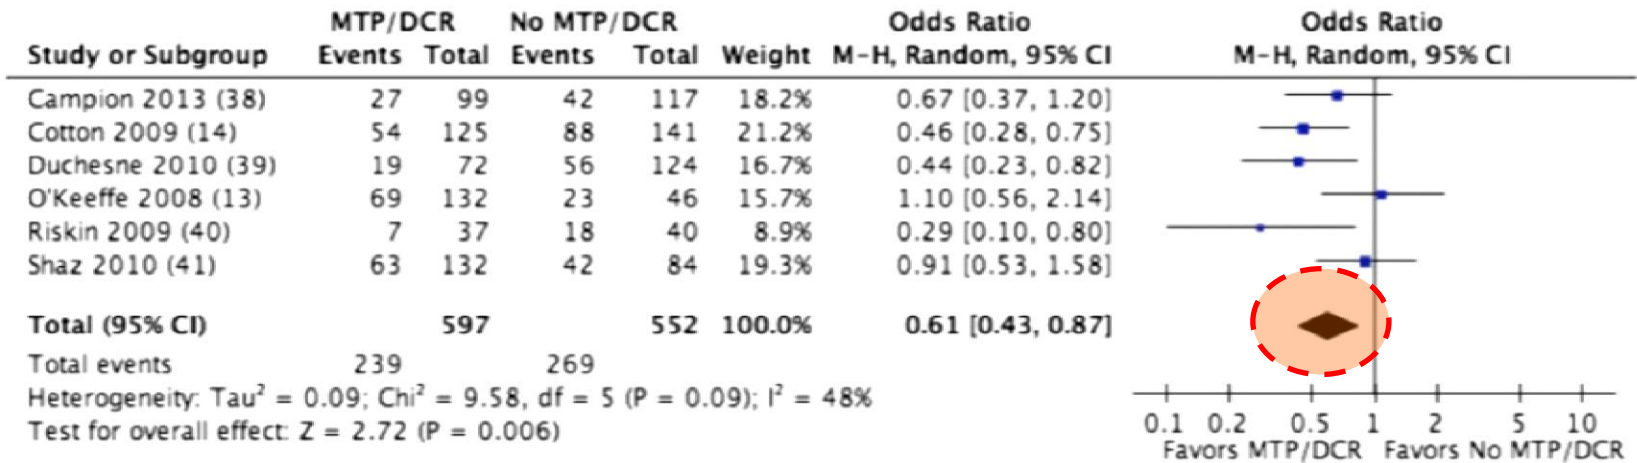 MTP/DCR No MTP/DCR Odds Ratio Odds Ratio
Study or Subgroup Events Total Events Total Weight M-H, Random, 95% CI M-H, Random, 95% CI
Campion 2013 (38) 27 99 42 117 18.2% 0.67 [0.37, 1.20]
Cotton 2009 (14) 54 125 88 141 21.2% 0.46 [0.28, 0.75]
Duchesne 2010 (39) 19 72 56 124 16.7% 0.44 [0.23, 0.82]
O'Keeffe 2008 (13) 69 132 23 46 15.7% 1.10 [0.56, 2.14]
Riskin 2009 (40) 7 37 18 40 8.9% 0.29 [0.10, 0.80]
Shaz 2010 (41) 63 132 42 84 19.3% 0.91 [0.53, 1.58]
Total (95% CI) 597 552 100.0% 0.61 [0.43, 0.87]
Total events 239 269
Heterogeneity: Tau² = 0.09; Chi² = 9.58, df = 5 (P = 0.09); I² = 48%
Test for overall effect: Z = 2.72 (P = 0.006)
0.1 0.2 0.5 1 2 5 10
Favors MTP/DCR Favors No MTP/DCR